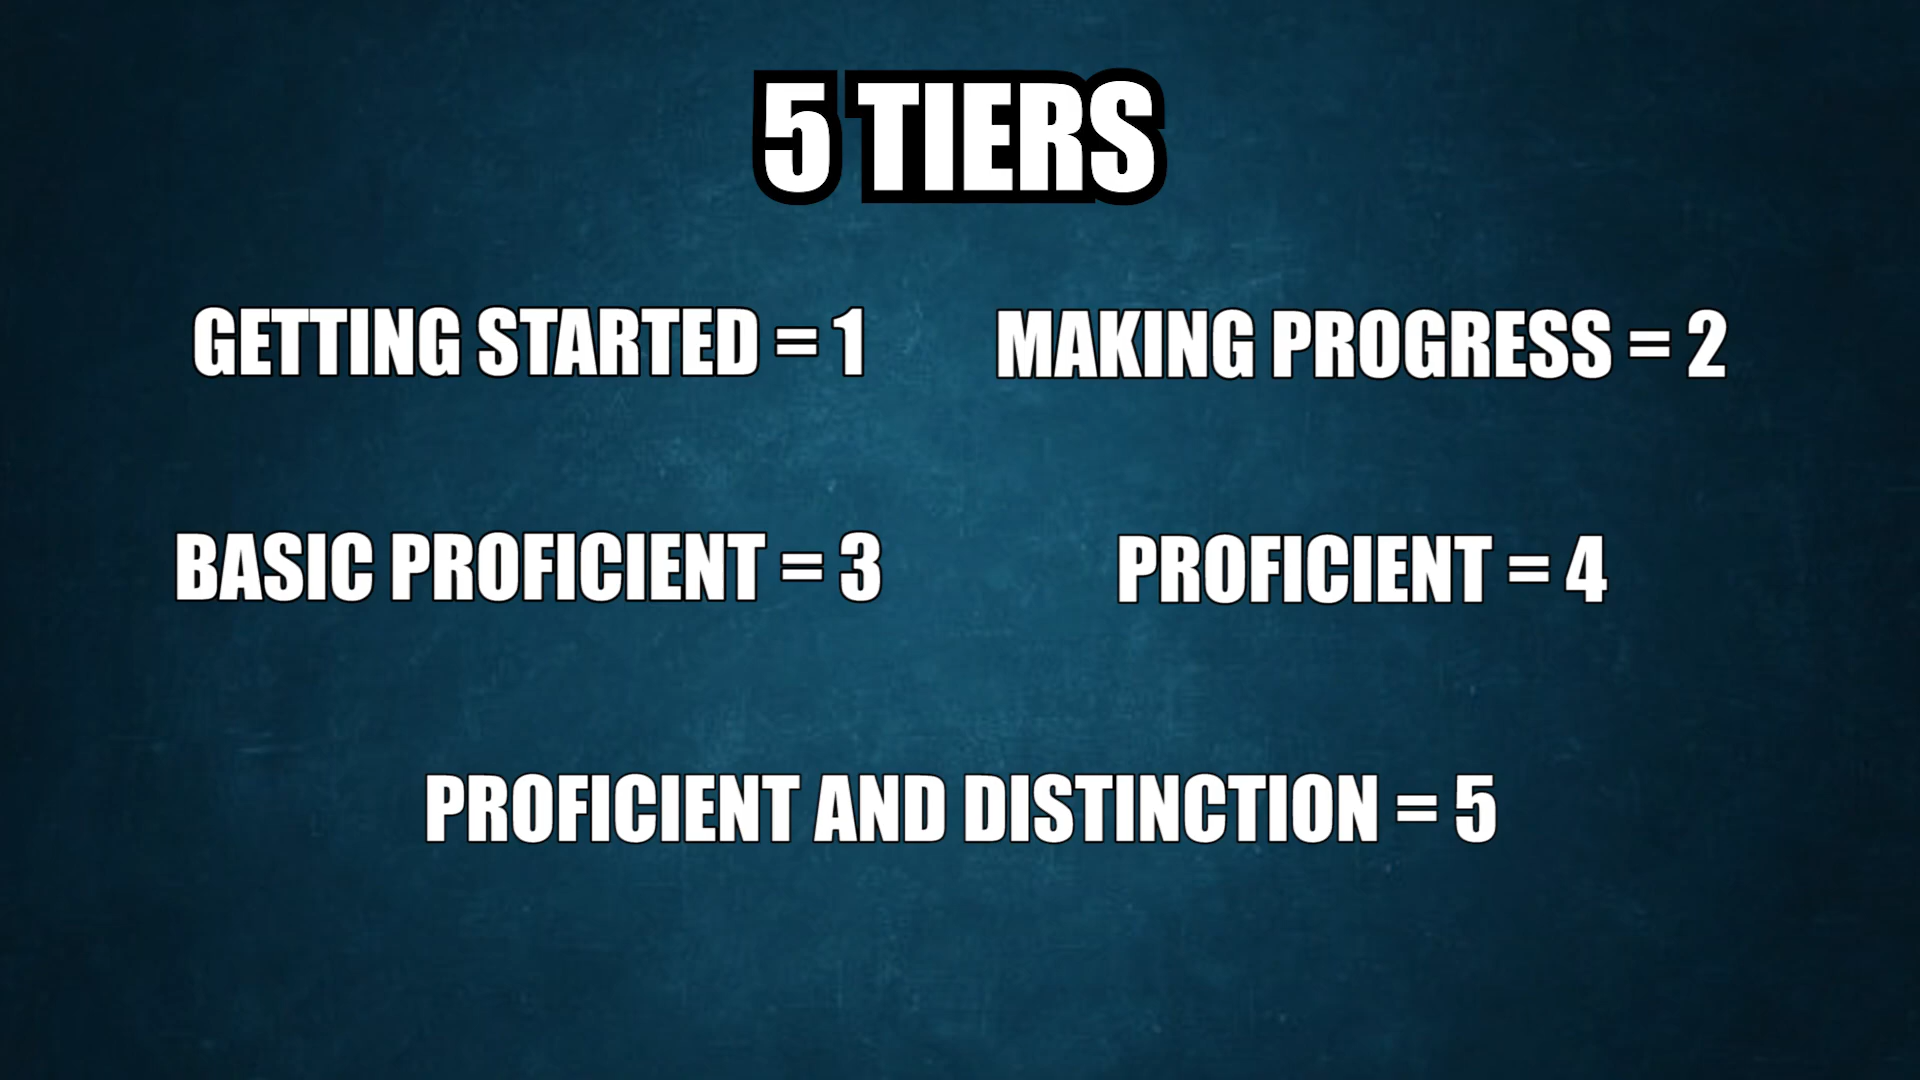 5 TIERS
GETTING STARTED = 1
MAKING PROGRESS = 2
BASIC PROFICIENT = 3
PROFICIENT = 4
PROFICIENT AND DISTINCTION = 5